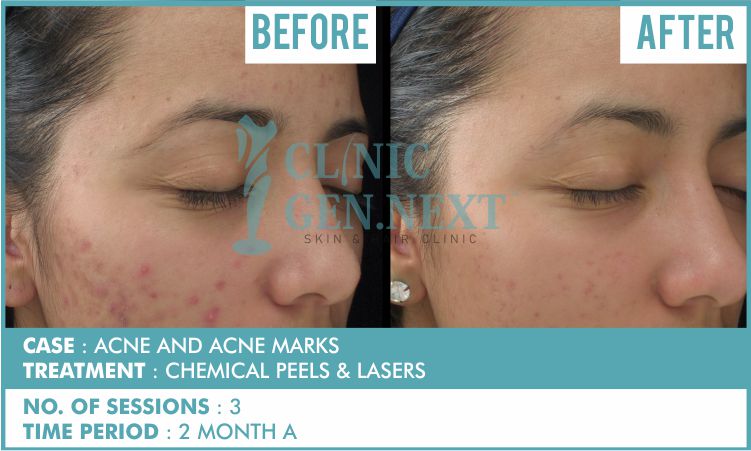 BEFORE
AFTER
CLINIC
GEN.NEXT
SKIN & HAIR CLINIC
CASE : ACNE AND ACNE MARKS
TREATMENT : CHEMICAL PEELS & LASERS
NO. OF SESSIONS : 3
TIME PERIOD : 2 MONTH A